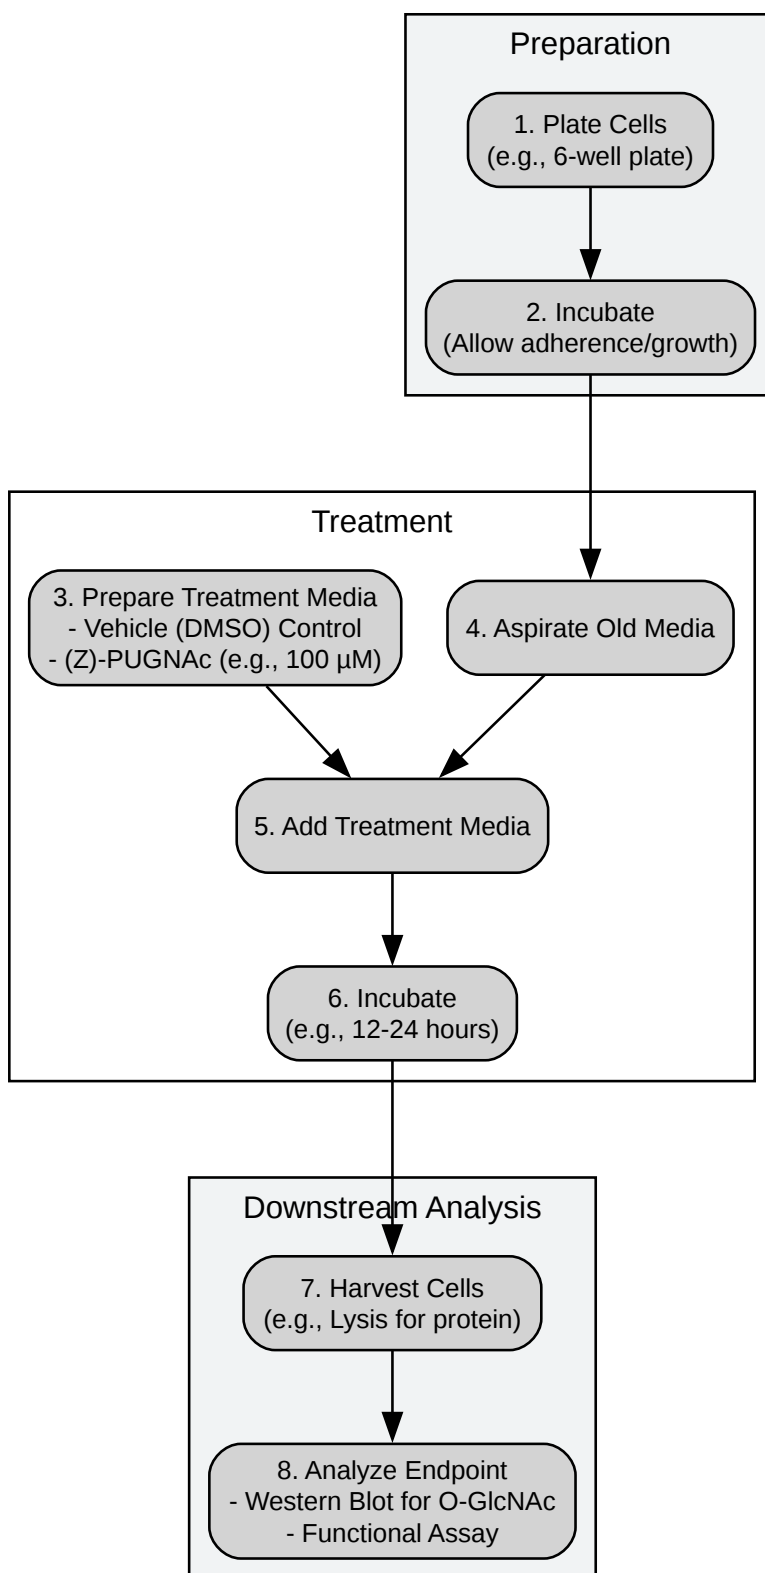 Preparation
1. Plate Cells
(e.g., 6-well plate)
2. Incubate
(Allow adherence/growth)
Treatment
3. Prepare Treatment Media
- Vehicle (DMSO) Control
- (Z)-PUGNAc (e.g., 100 µM)
4. Aspirate Old Media
5. Add Treatment Media
6. Incubate
(e.g., 12-24 hours)
Downstream Analysis
7. Harvest Cells
(e.g., Lysis for protein)
8. Analyze Endpoint
- Western Blot for O-GlcNAc
- Functional Assay